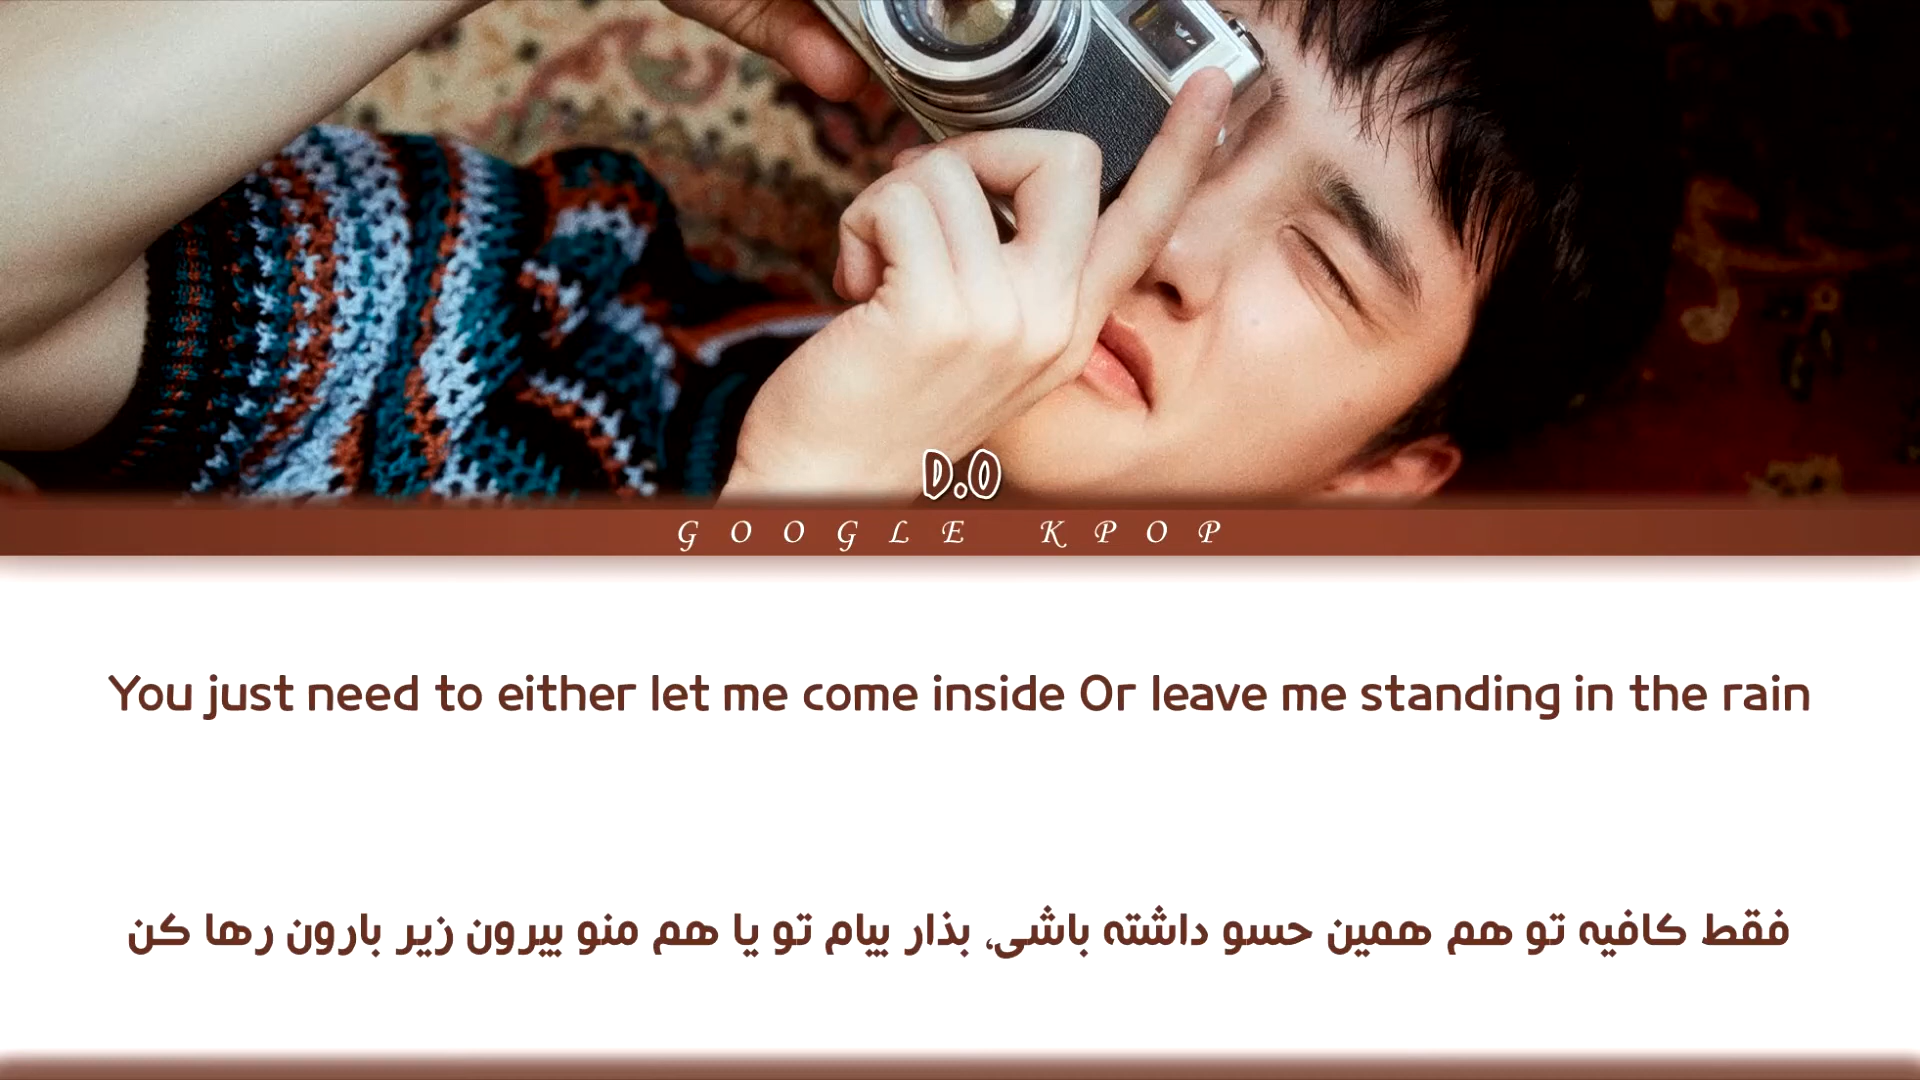 D.O
GOOGLE KPOP
You just need to either let me come inside Or leave me standing in the rain
فقط کافیه تو هم همین حسو داشته باشی، بذار بیام تو یا هم منو بیرون زیر بارون رها کن